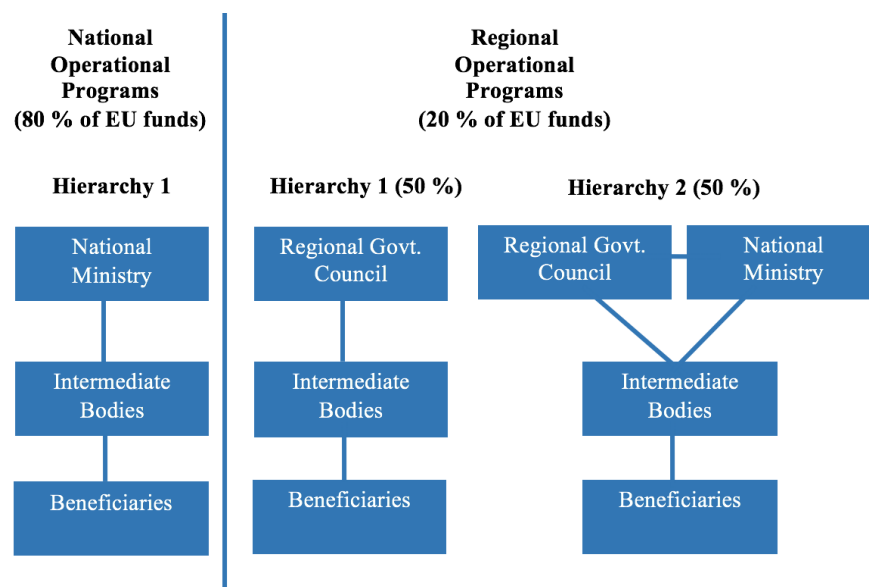 National
Operational
Programs
(80 % of EU funds)
Regional
Operational
Programs
(20 % of EU funds)
Hierarchy 1
Hierarchy 1 (50 %)
Hierarchy 2 (50 %)
National
Ministry
Regional Govt.
Council
Regional Govt.
Council
National
Ministry
Intermediate
Bodies
Intermediate
Bodies
Intermediate
Bodies
Beneficiaries
Beneficiaries
Beneficiaries